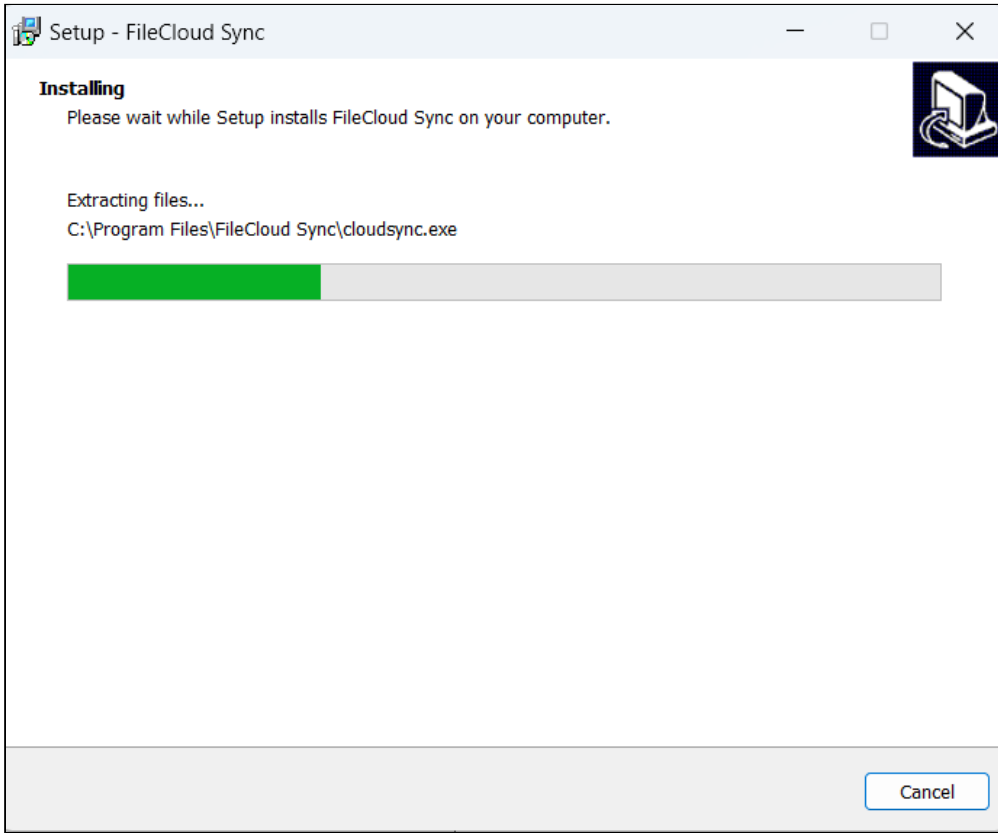 Setup - FileCloud Sync
Installing
Please wait while Setup installs FileCloud Sync on your computer.
Extracting files...
C:\Program Files\FileCloud Sync\cloudsync.exe
Cancel